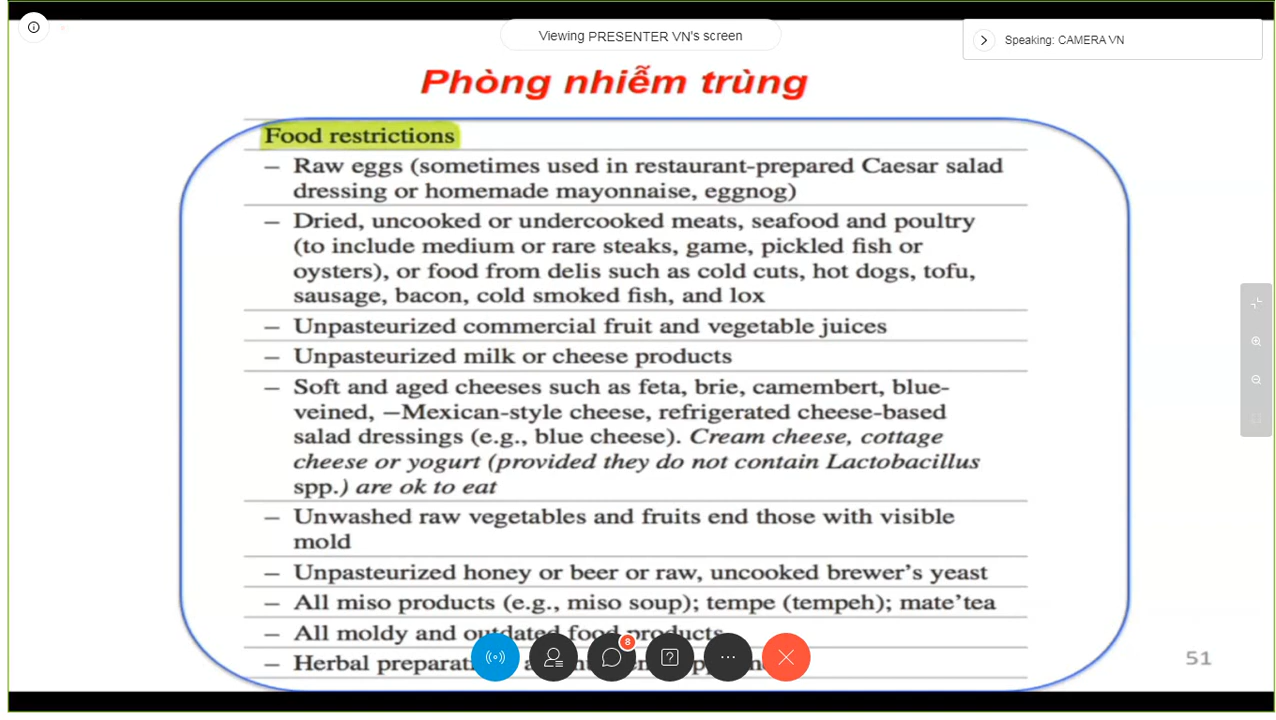 Viewing PRESENTER VN's screen
Speaking: CAMERA VN
Phòng nhiễm trùng
Food restrictions
– Raw eggs (sometimes used in restaurant-prepared Caesar salad
dressing or homemade mayonnaise, eggnog)
– Dried, uncooked or undercooked meats, seafood and poultry
(to include medium or rare steaks, game, pickled fish or
oysters), or food from delis such as cold cuts, hot dogs, tofu,
sausage, bacon, cold smoked fish, and lox
– Unpasteurized commercial fruit and vegetable juices
– Unpasteurized milk or cheese products
– Soft and aged cheeses such as feta, brie, camembert, blue-
veined, –Mexican-style cheese, refrigerated cheese-based
salad dressings (e.g., blue cheese). Cream cheese, cottage
cheese or yogurt (provided they do not contain Lactobacillus
spp.) are ok to eat
– Unwashed raw vegetables and fruits end those with visible
mold
– Unpasteurized honey or beer or raw, uncooked brewer's yeast
– All miso products (e.g., miso soup); tempe (tempeh); mate'tea
– All moldy and outdated food products
– Herbal
8
51